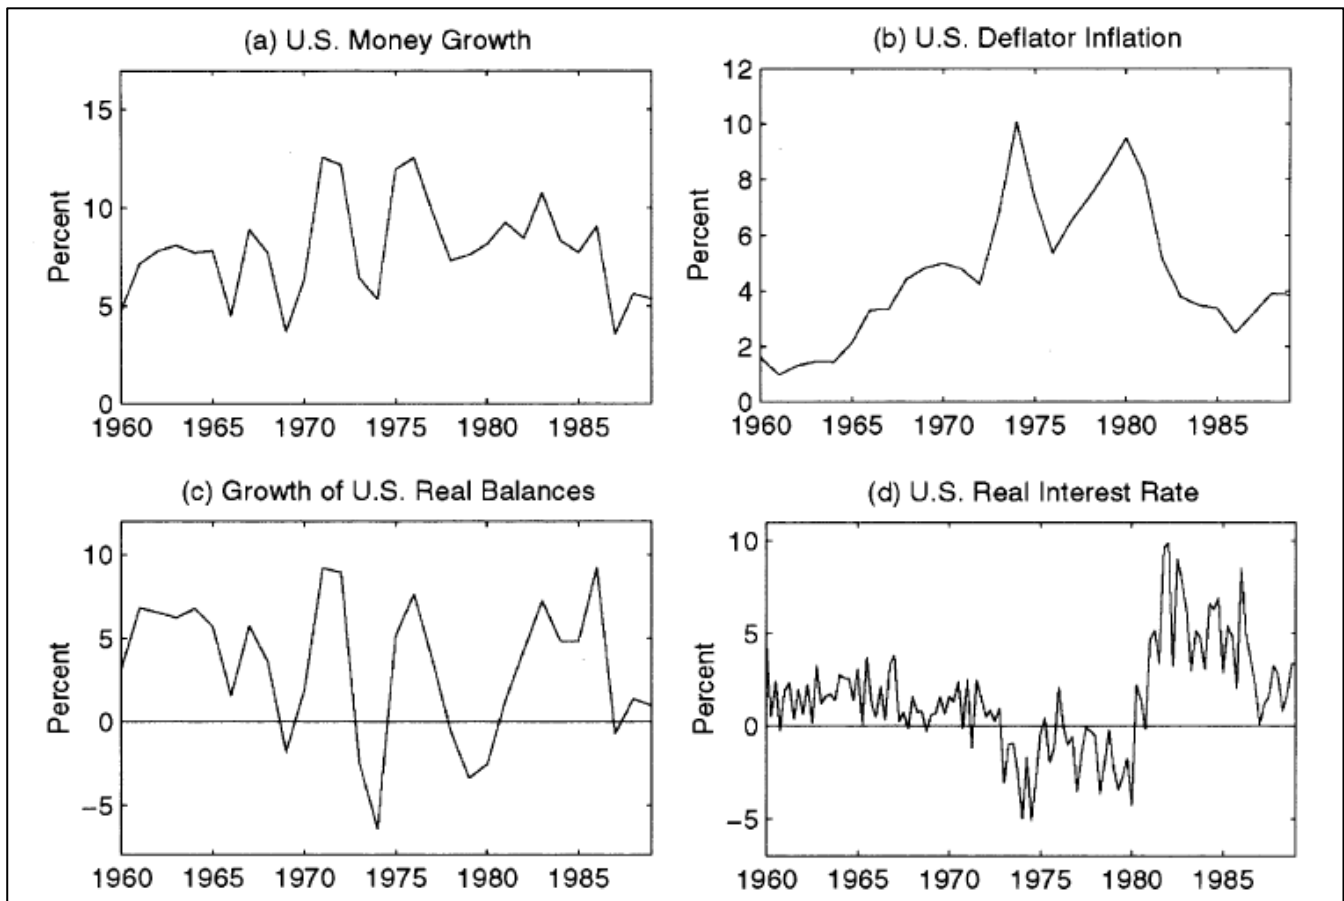 (a) U.S. Money Growth
Percent
15
10
5
0
1960 1965 1970 1975 1980 1985
(b) U.S. Deflator Inflation
Percent
12
10
8
6
4
2
0
1960 1965 1970 1975 1980 1985
(c) Growth of U.S. Real Balances
Percent
10
5
0
−5
1960 1965 1970 1975 1980 1985
(d) U.S. Real Interest Rate
Percent
10
5
0
−5
1960 1965 1970 1975 1980 1985